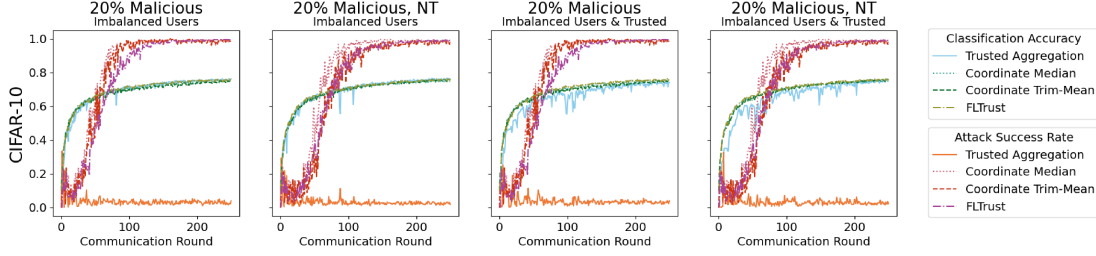 20% Malicious
Imbalanced Users
20% Malicious, NT
Imbalanced Users
20% Malicious
Imbalanced Users & Trusted
20% Malicious, NT
Imbalanced Users & Trusted
CIFAR-10
1.0
0.8
0.6
0.4
0.2
0.0
0 100 200
Communication Round
0 100 200
Communication Round
0 100 200
Communication Round
0 100 200
Communication Round
Classification Accuracy
Trusted Aggregation
Coordinate Median
Coordinate Trim-Mean
FLTrust
Attack Success Rate
Trusted Aggregation
Coordinate Median
Coordinate Trim-Mean
FLTrust